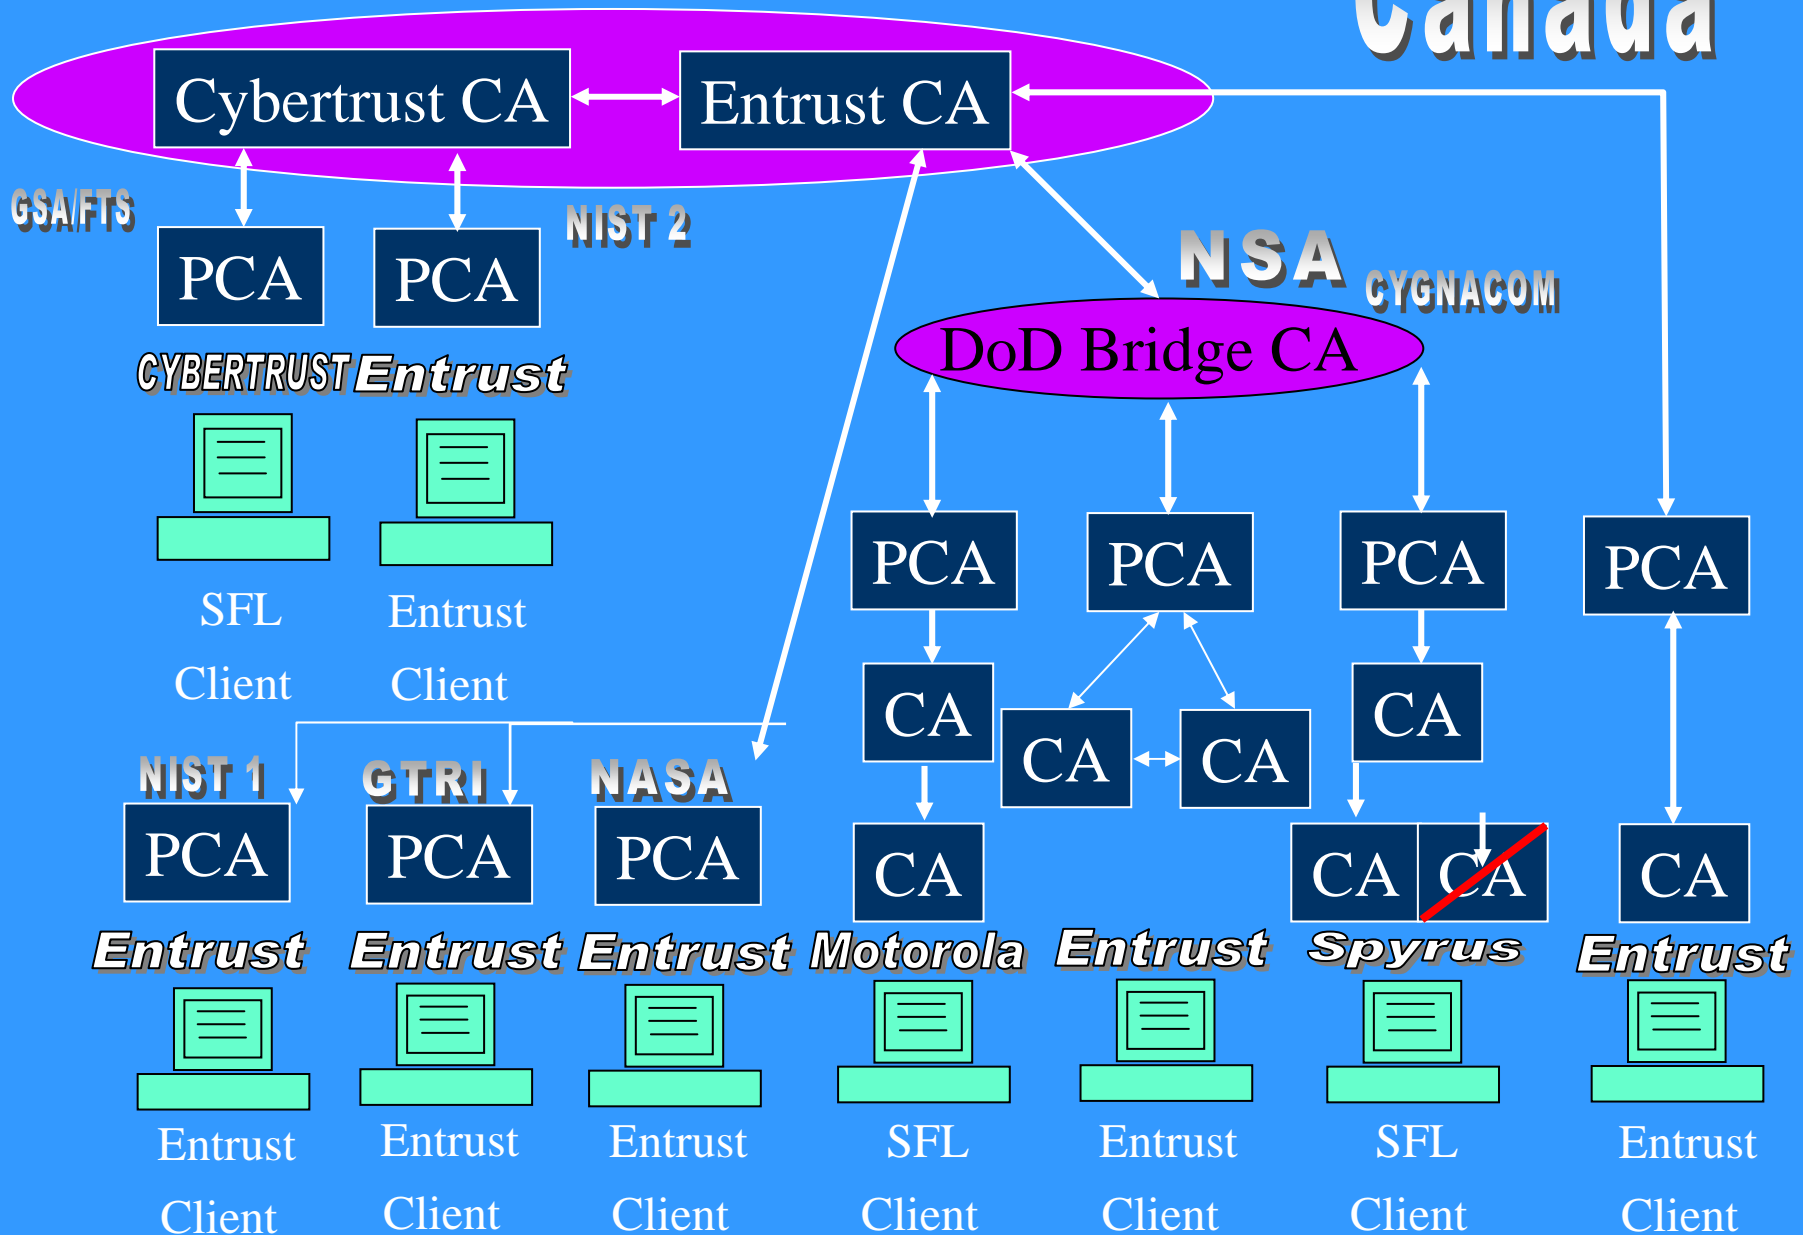 Canada
Cybertrust CA
Entrust CA
GSA/FTS
NIST 2
PCA
PCA
NSA
CYGNACOM
DoD Bridge CA
CYBERTRUST
Entrust
SFL
Client
Entrust
Client
PCA
PCA
PCA
PCA
CA
CA
CA
CA
NIST 1
GTRI
NASA
PCA
PCA
PCA
CA
CA
CA
CA
Entrust
Entrust
Entrust
Motorola
Entrust
Spyrus
Entrust
Entrust
Client
Entrust
Client
Entrust
Client
SFL
Client
Entrust
Client
SFL
Client
Entrust
Client